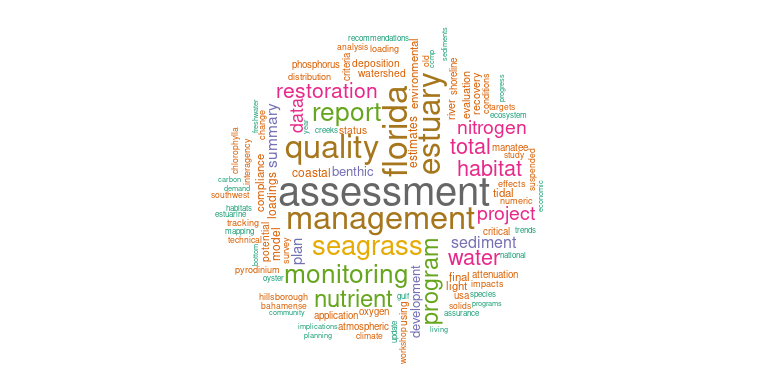 recommendations
analysis loading
phosphorus
criteria
deposition
distribution
watershed
environmental
old
ccmp
sediments
restoration
data
report
florida
estuary
river
shoreline
evaluation
recovery
conditions
progress
targets
ecosystem
freshwater
change
summary
year
creeks
status
estimates
nitrogen
quality
total
manatee
study
chlorophylla
interagency
coastal
benthic
habitat
suspended
carbon
demand
southwest
compliance
loadings
assessment
effects
tidal
numeric
economic
habitats
estuarine
tracking
mapping
technical
management
project
critical
trends
potential
model
survey
plan
seagrass
program
sediment
water
national
bottom
pyrodinium
oyster
monitoring
development
final
attenuation
light
impacts
hillsborough
bahamense
community
nutrient
gulf
usa
species
solids
programs
assurance
application
oxygen
using
workshop
implications
atmospheric
planning
climate
update
living